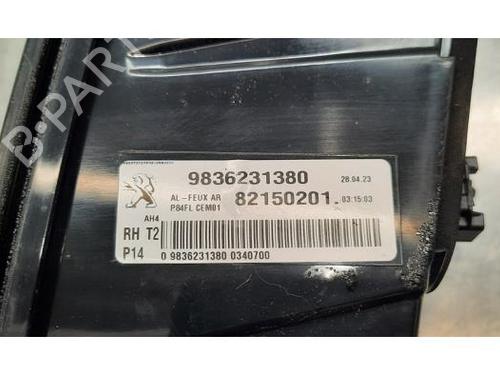 B-PARTS
9836231380 28.04.23
AL-FEUX AR 82150201. 03:15:03
P84FL CEM01
AH4
RH T2
P14 0 9836231380 0340700